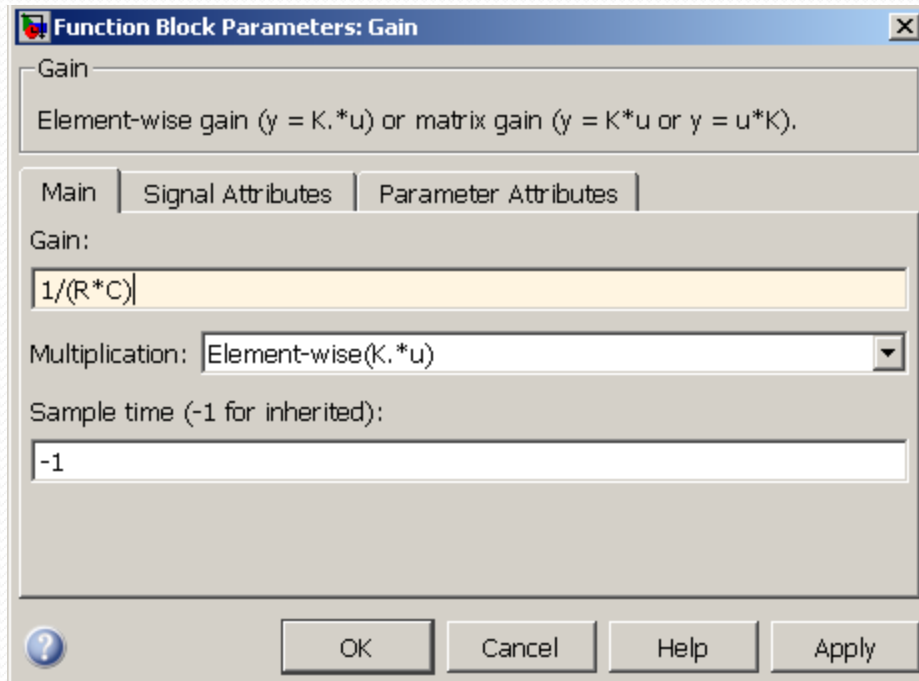 Function Block Parameters: Gain
Gain
Element-wise gain (y = K.*u) or matrix gain (y = K*u or y = u*K).
Main Signal Attributes Parameter Attributes
Gain:
1/(R*C)
Multiplication: Element-wise(K.*u)
Sample time (-1 for inherited):
-1
? OK Cancel Help Apply